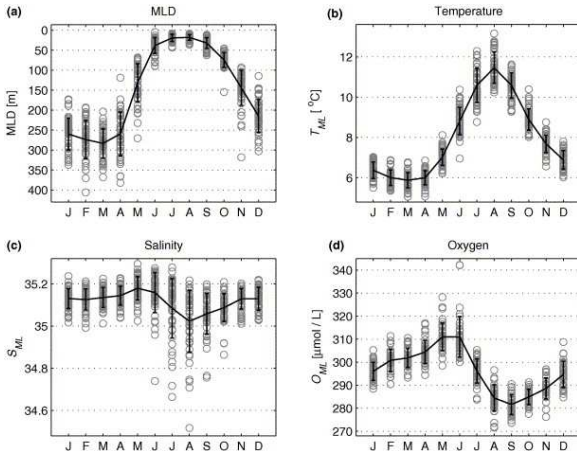 (a) MLD
0
50
100
150
200
250
300
350
400
MLD [m]
J F M A M J J A S O N D
(b) Temperature
12
10
8
6
T_ML [ °C]
J F M A M J J A S O N D
(c) Salinity
35.2
35
34.8
34.6
S_ML
J F M A M J J A S O N D
(d) Oxygen
340
330
320
310
300
290
280
270
O_ML [μmol / L]
J F M A M J J A S O N D